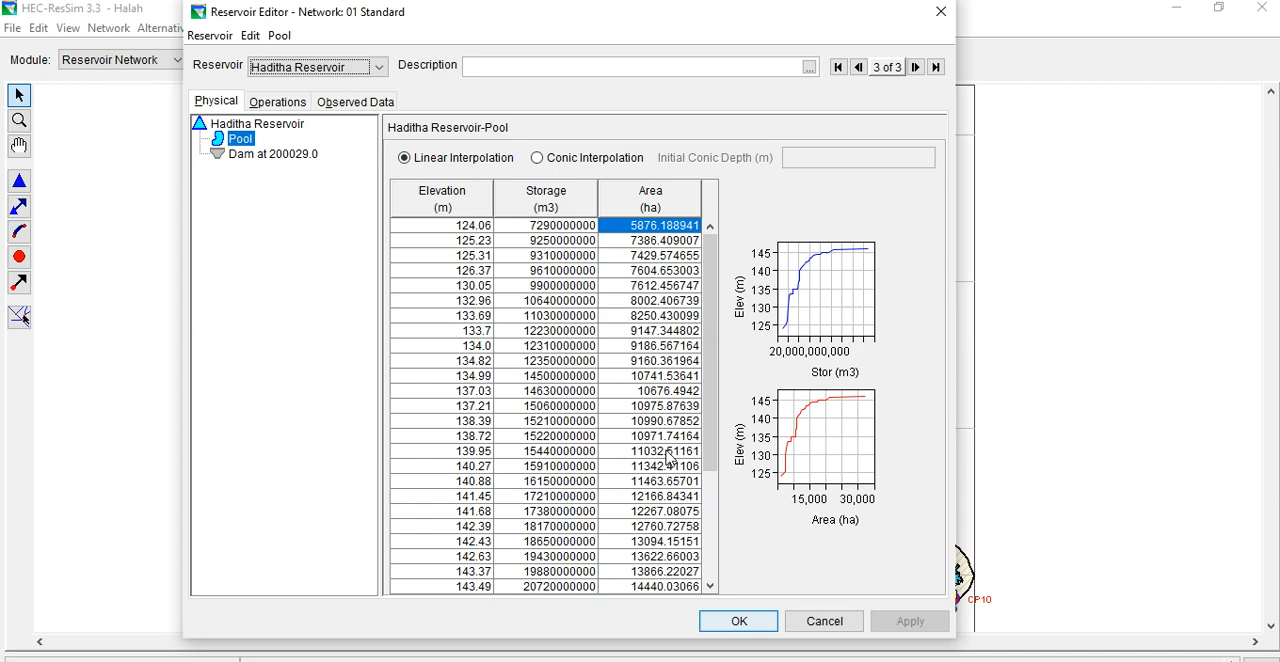 HEC-ResSim 3.3 - Halah
File Edit View Network Alternati
Module: Reservoir Network
Reservoir Editor - Network: 01 Standard
Reservoir Edit Pool
Reservoir Haditha Reservoir Description ... 3 of 3
Physical Operations Observed Data
Haditha Reservoir
Pool
Dam at 200029.0
Haditha Reservoir-Pool
Linear Interpolation Conic Interpolation Initial Conic Depth (m)
Elevation Storage Area
(m) (m3) (ha)
124.06 7290000000 5876.188941
125.23 9250000000 7386.409007
125.31 9310000000 7429.574655
126.37 9610000000 7604.653003
130.05 9900000000 7612.456747
132.96 10640000000 8002.406739
133.69 11030000000 8250.430099
133.7 12230000000 9147.344802
134.0 12310000000 9186.567164
134.82 12350000000 9160.361964
134.99 14500000000 10741.53641
137.03 14630000000 10676.4942
137.21 15060000000 10975.87639
138.39 15210000000 10990.67852
138.72 15220000000 10971.74164
139.95 15440000000
140.27 15910000000
140.88 16150000000 11463.65701
141.45 17210000000 12166.84341
141.68 17380000000 12267.08075
142.39 18170000000 12760.72758
142.43 18650000000 13094.15151
142.63 19430000000 13622.66003
143.37 19880000000 13866.22027
143.49 20720000000 14440.03066
Elev (m)
145
140
135
130
125
20,000,000,000
Stor (m3)
Elev (m)
145
140
135
130
125
15,000 30,000
Area (ha)
OK Cancel Apply
CP10